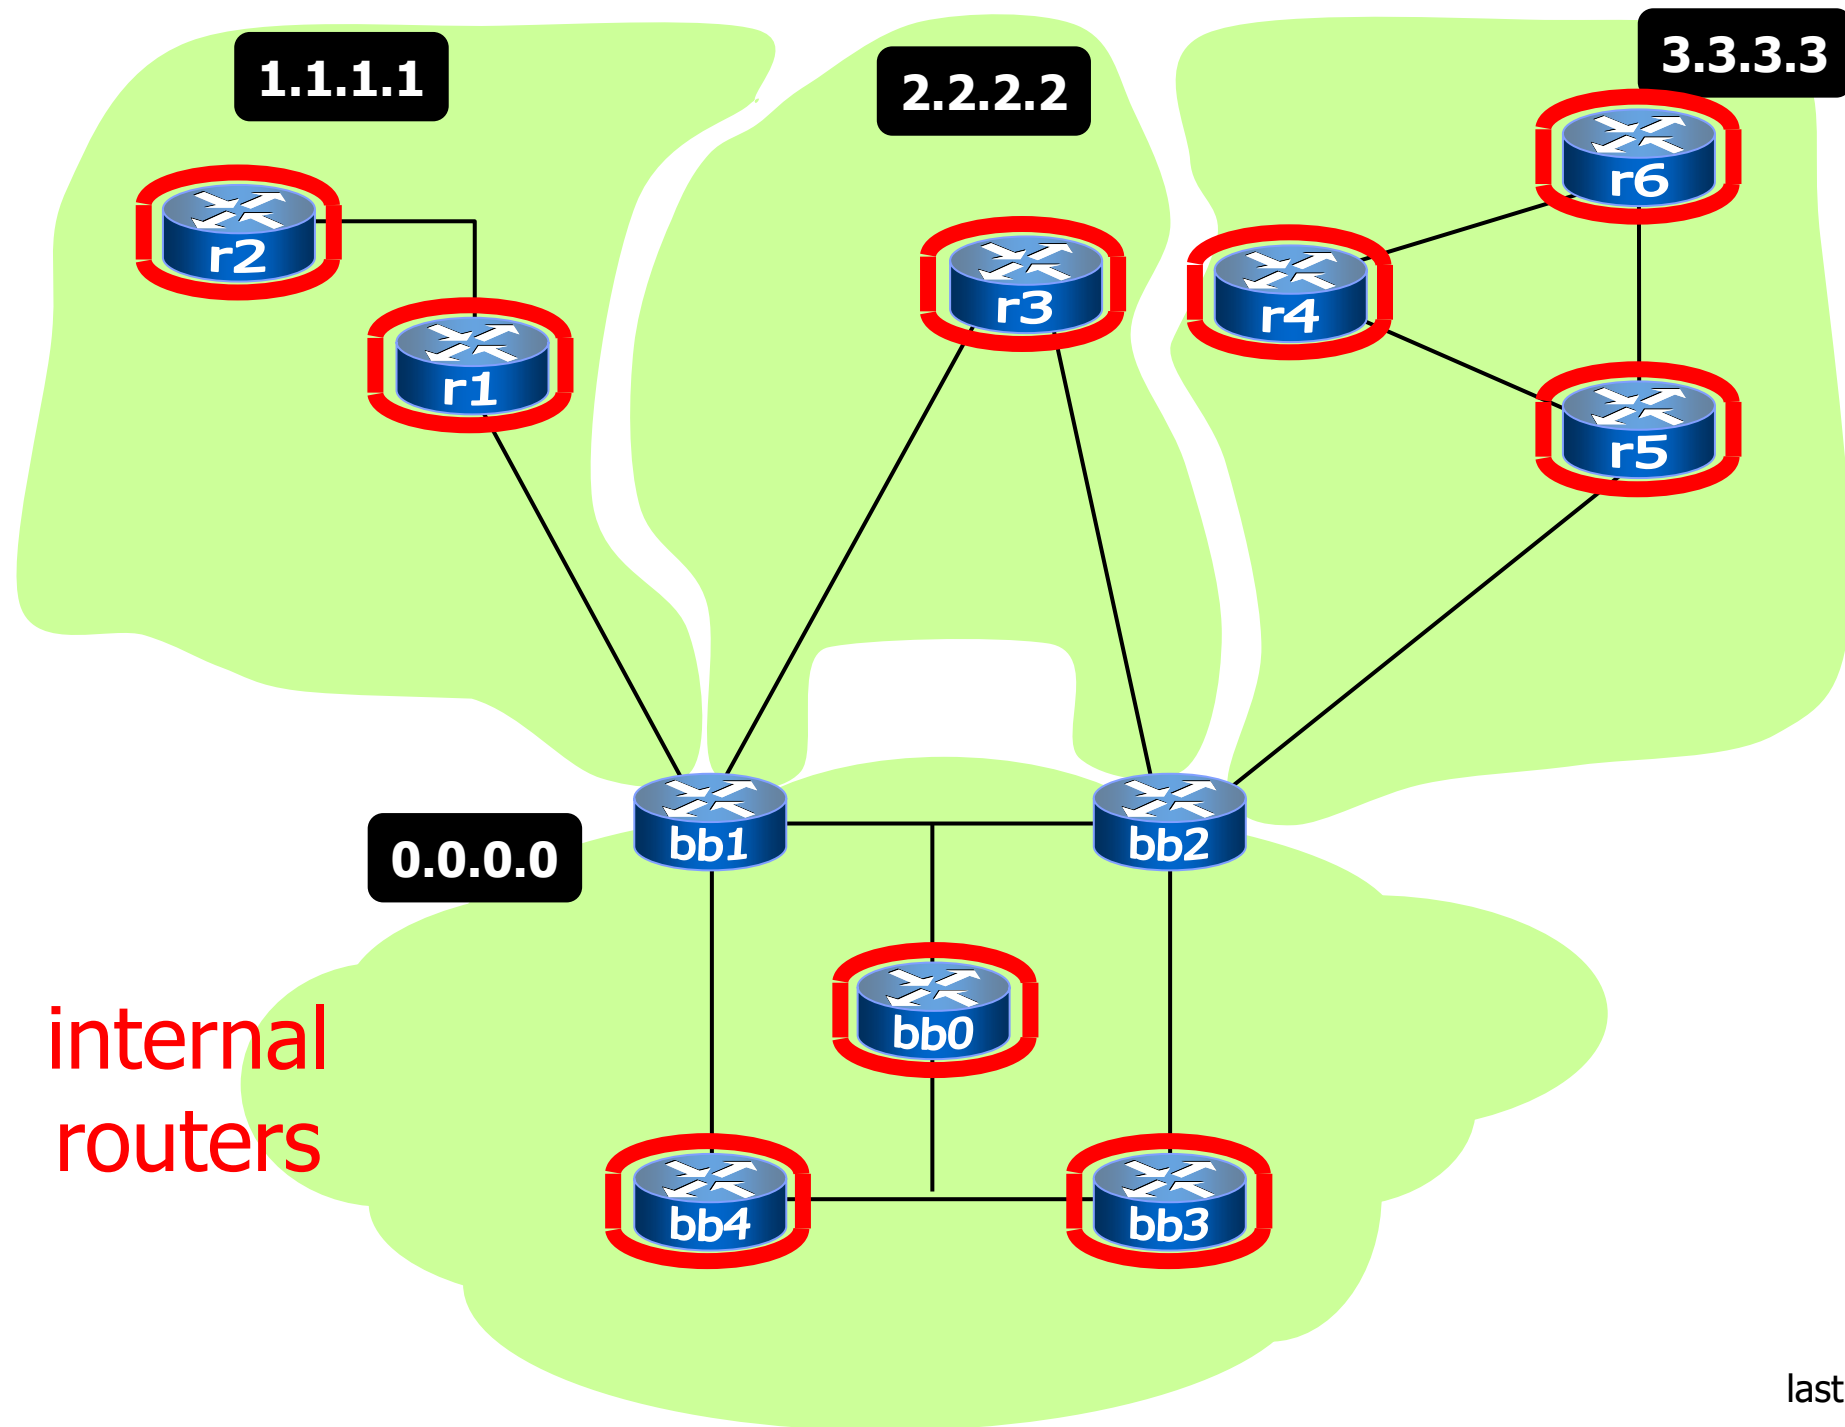 1.1.1.1
2.2.2.2
3.3.3.3
r6
r2
r3
r4
r1
r5
bb1
bb2
0.0.0.0
bb0
internal
routers
bb4
bb3
last